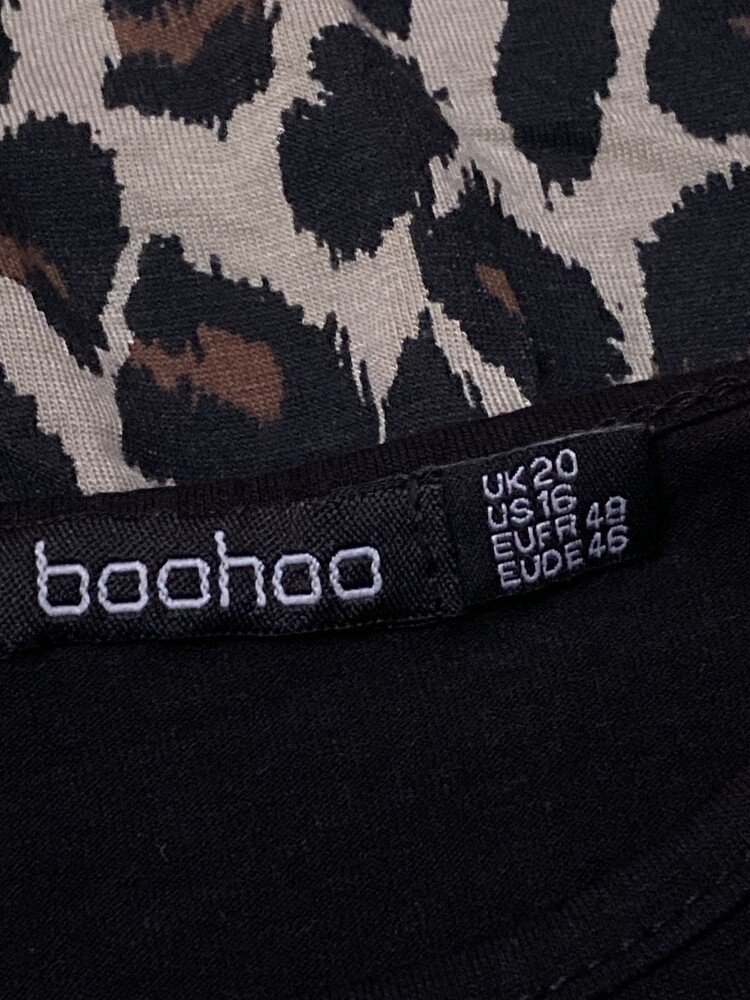 boohoo
UK20
US16
EUFR 48
EUDE 46